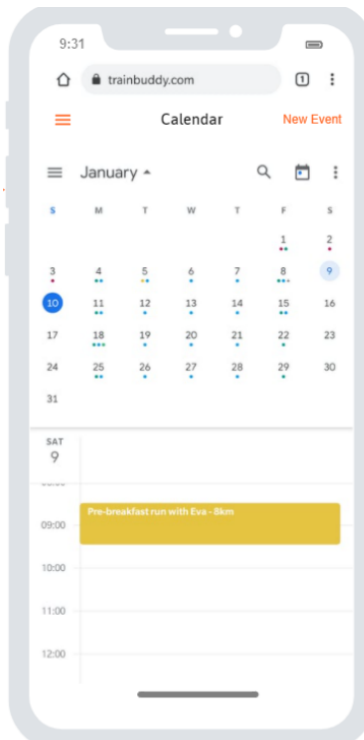 9:31
trainbuddy.com 1
Calendar New Event
January
S M T W T F S
1 2
3 4 5 6 7 8 9
10 11 12 13 14 15 16
17 18 19 20 21 22 23
24 25 26 27 28 29 30
31
SAT
9
Pre-breakfast run with Eva - 8km
09:00
10:00
11:00
12:00